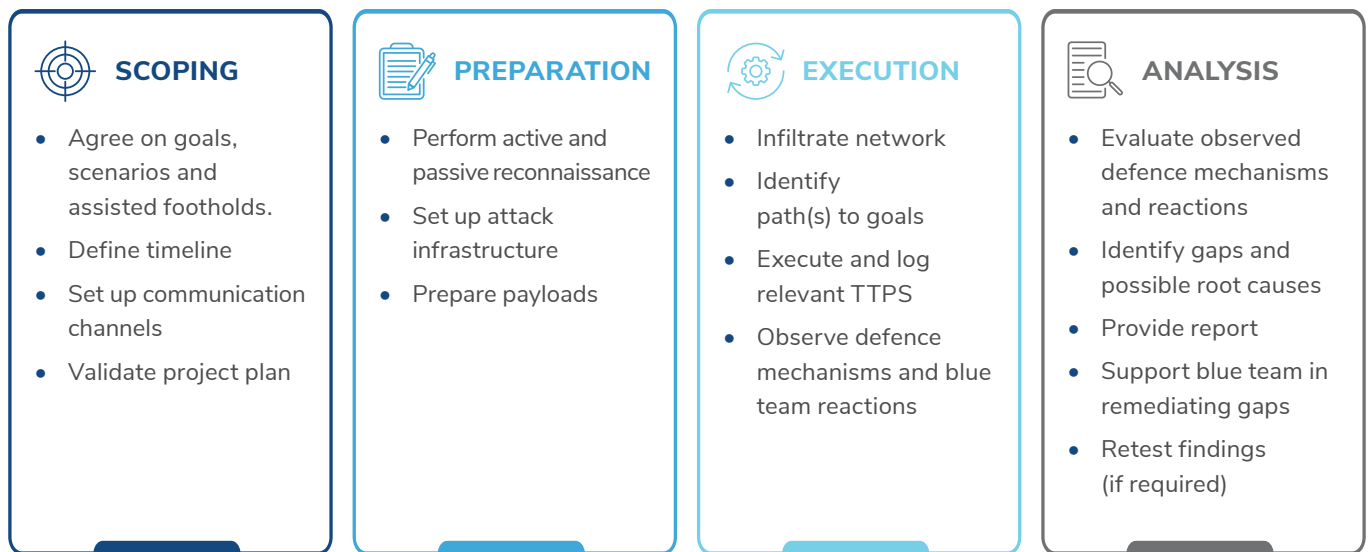 SCOPING
Agree on goals,
scenarios and
assisted footholds.
Define timeline
Set up communication
channels
Validate project plan
PREPARATION
Perform active and
passive reconnaissance
Set up attack
infrastructure
Prepare payloads
EXECUTION
Infiltrate network
Identify
path(s) to goals
Execute and log
relevant TTPS
Observe defence
mechanisms and blue
team reactions
ANALYSIS
Evaluate observed
defence mechanisms
and reactions
Identify gaps and
possible root causes
Provide report
Support blue team in
remediating gaps
Retest findings
(if required)